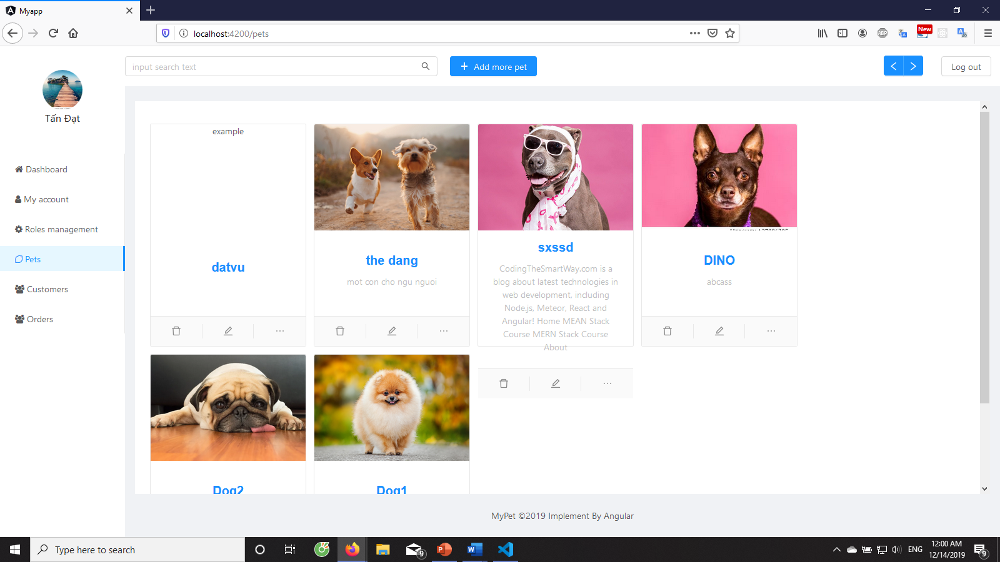 Myapp
localhost:4200/pets
New
ABP
input search text
Add more pet
Log out
Tấn Đạt
Dashboard
My account
Roles management
Pets
Customers
Orders
example
datvu
the dang
mot con cho ngu nguoi
sxssd
CodingTheSmartWay.com is a
blog about latest technologies in
web development, including
Node.js, Meteor, React and
Angular! Home MEAN Stack
Course MERN Stack Course
About
DINO
abcass
Dog2
Dog1
MyPet ©2019 Implement By Angular
Type here to search
9
ENG
12:00 AM
12/14/2019
9